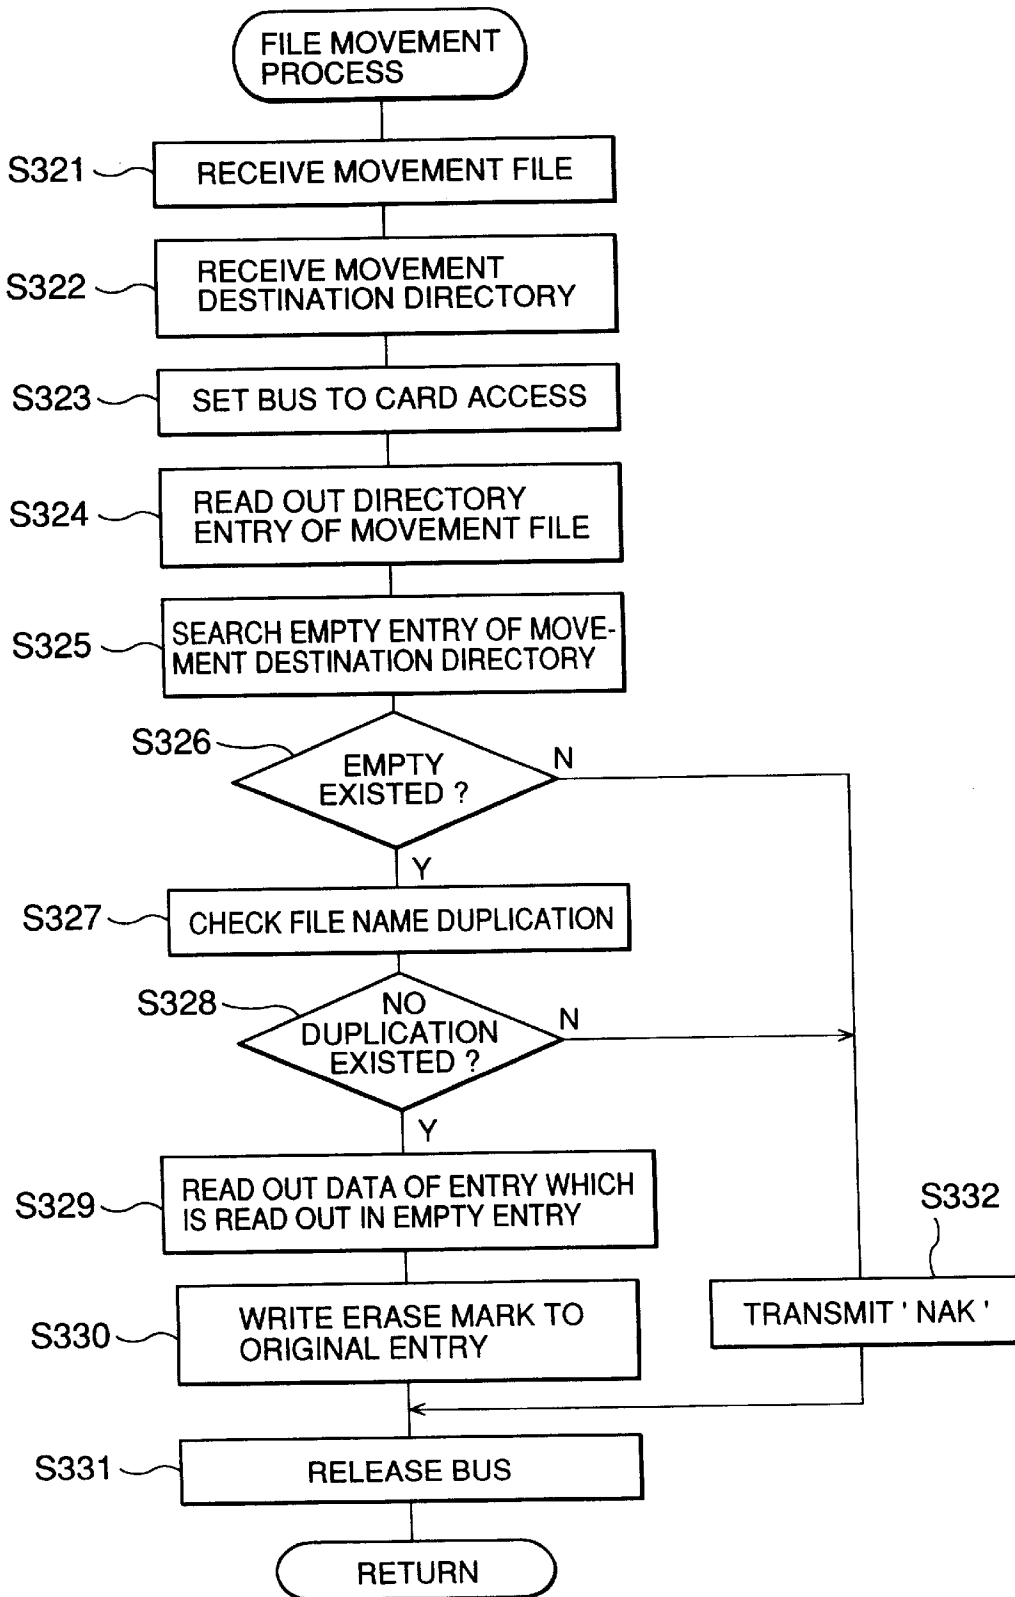 FILE MOVEMENT
PROCESS
S321
RECEIVE MOVEMENT FILE
S322
RECEIVE MOVEMENT
DESTINATION DIRECTORY
S323
SET BUS TO CARD ACCESS
S324
READ OUT DIRECTORY
ENTRY OF MOVEMENT FILE
S325
SEARCH EMPTY ENTRY OF MOVE-
MENT DESTINATION DIRECTORY
S326
EMPTY
EXISTED ?
N
Y
S327
CHECK FILE NAME DUPLICATION
S328
NO
DUPLICATION
EXISTED ?
N
Y
S329
READ OUT DATA OF ENTRY WHICH
IS READ OUT IN EMPTY ENTRY
S332
TRANSMIT ' NAK '
S330
WRITE ERASE MARK TO
ORIGINAL ENTRY
S331
RELEASE BUS
RETURN